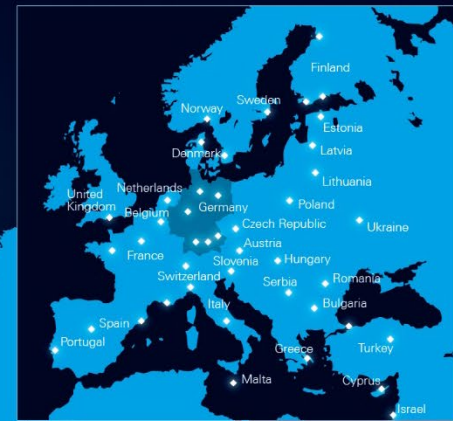 Finland
Norway
Sweden
Estonia
Denmark
Latvia
Lithuania
Netherlands
United
Kingdom
Germany
Poland
Belgium
Czech Republic
Ukraine
Austria
France
Slovenia
Hungary
Switzerland
Romania
Serbia
Italy
Bulgaria
Spain
Portugal
Greece
Turkey
Malta
Cyprus
Israel